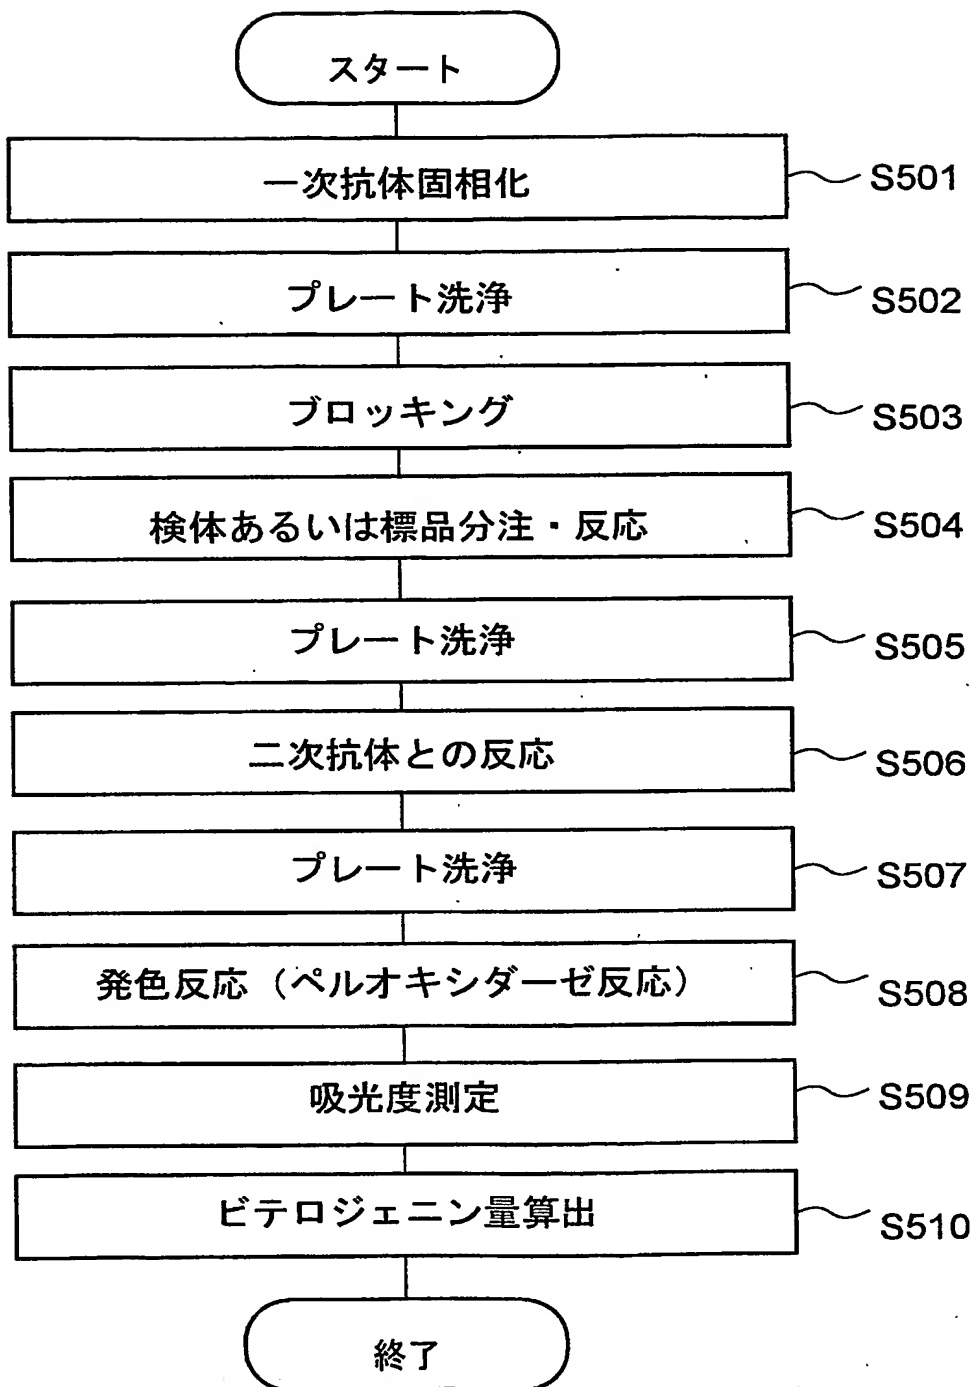 スタート
一次抗体固相化
S501
プレート洗浄
S502
ブロッキング
S503
検体あるいは標品分注・反応
S504
プレート洗浄
S505
二次抗体との反応
S506
プレート洗浄
S507
発色反応（ペルオキシダーゼ反応）
S508
吸光度測定
S509
ビテロジェニン量算出
S510
終了